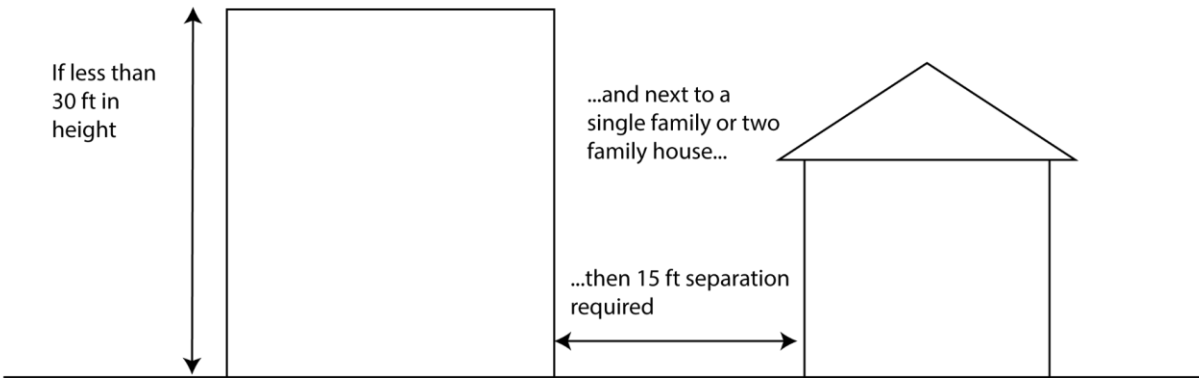 If less than
30 ft in
height
...and next to a
single family or two
family house...
...then 15 ft separation
required